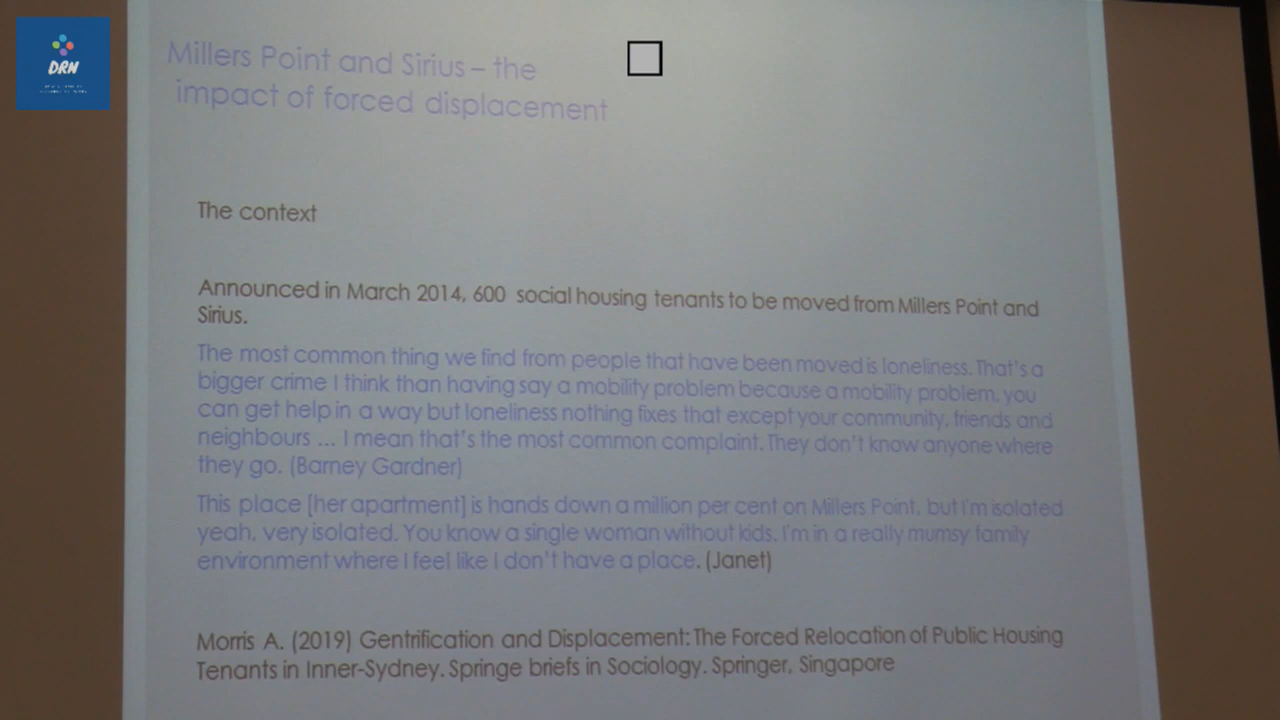 DRN
Millers Point and Sirius – the
impact of forced displacement
The context
Announced in March 2014, 600 social housing tenants to be moved from Millers Point and
Sirius.
The most common thing we find from people that have been moved is loneliness. That's a
bigger crime I think than having say a mobility problem because a mobility problem, you
can get help in a way but loneliness nothing fixes that except your community, friends and
neighbours ... I mean that's the most common complaint. They don't know anyone where
they go. (Barney Gardner)
This place [her apartment] is hands down a million per cent on Millers Point, but I'm isolated
yeah, very isolated. You know a single woman without kids. I'm in a really mumsy family
environment where I feel like I don't have a place. (Janet)
Morris A. (2019) Gentrification and Displacement: The Forced Relocation of Public Housing
Tenants in Inner-Sydney. Springe briefs in Sociology. Springer, Singapore